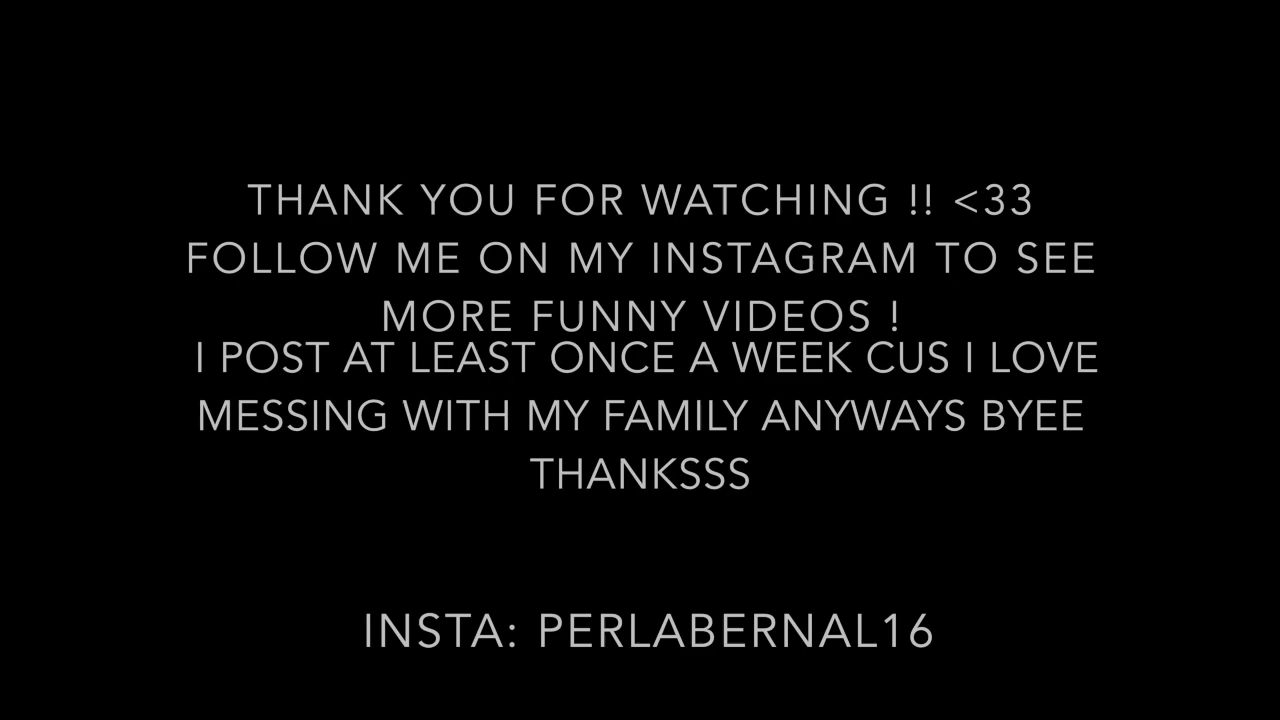 THANK YOU FOR WATCHING !! <33
FOLLOW ME ON MY INSTAGRAM TO SEE
MORE FUNNY VIDEOS !
I POST AT LEAST ONCE A WEEK CUS I LOVE
MESSING WITH MY FAMILY ANYWAYS BYEE
THANKSSS
INSTA: PERLABERNAL16